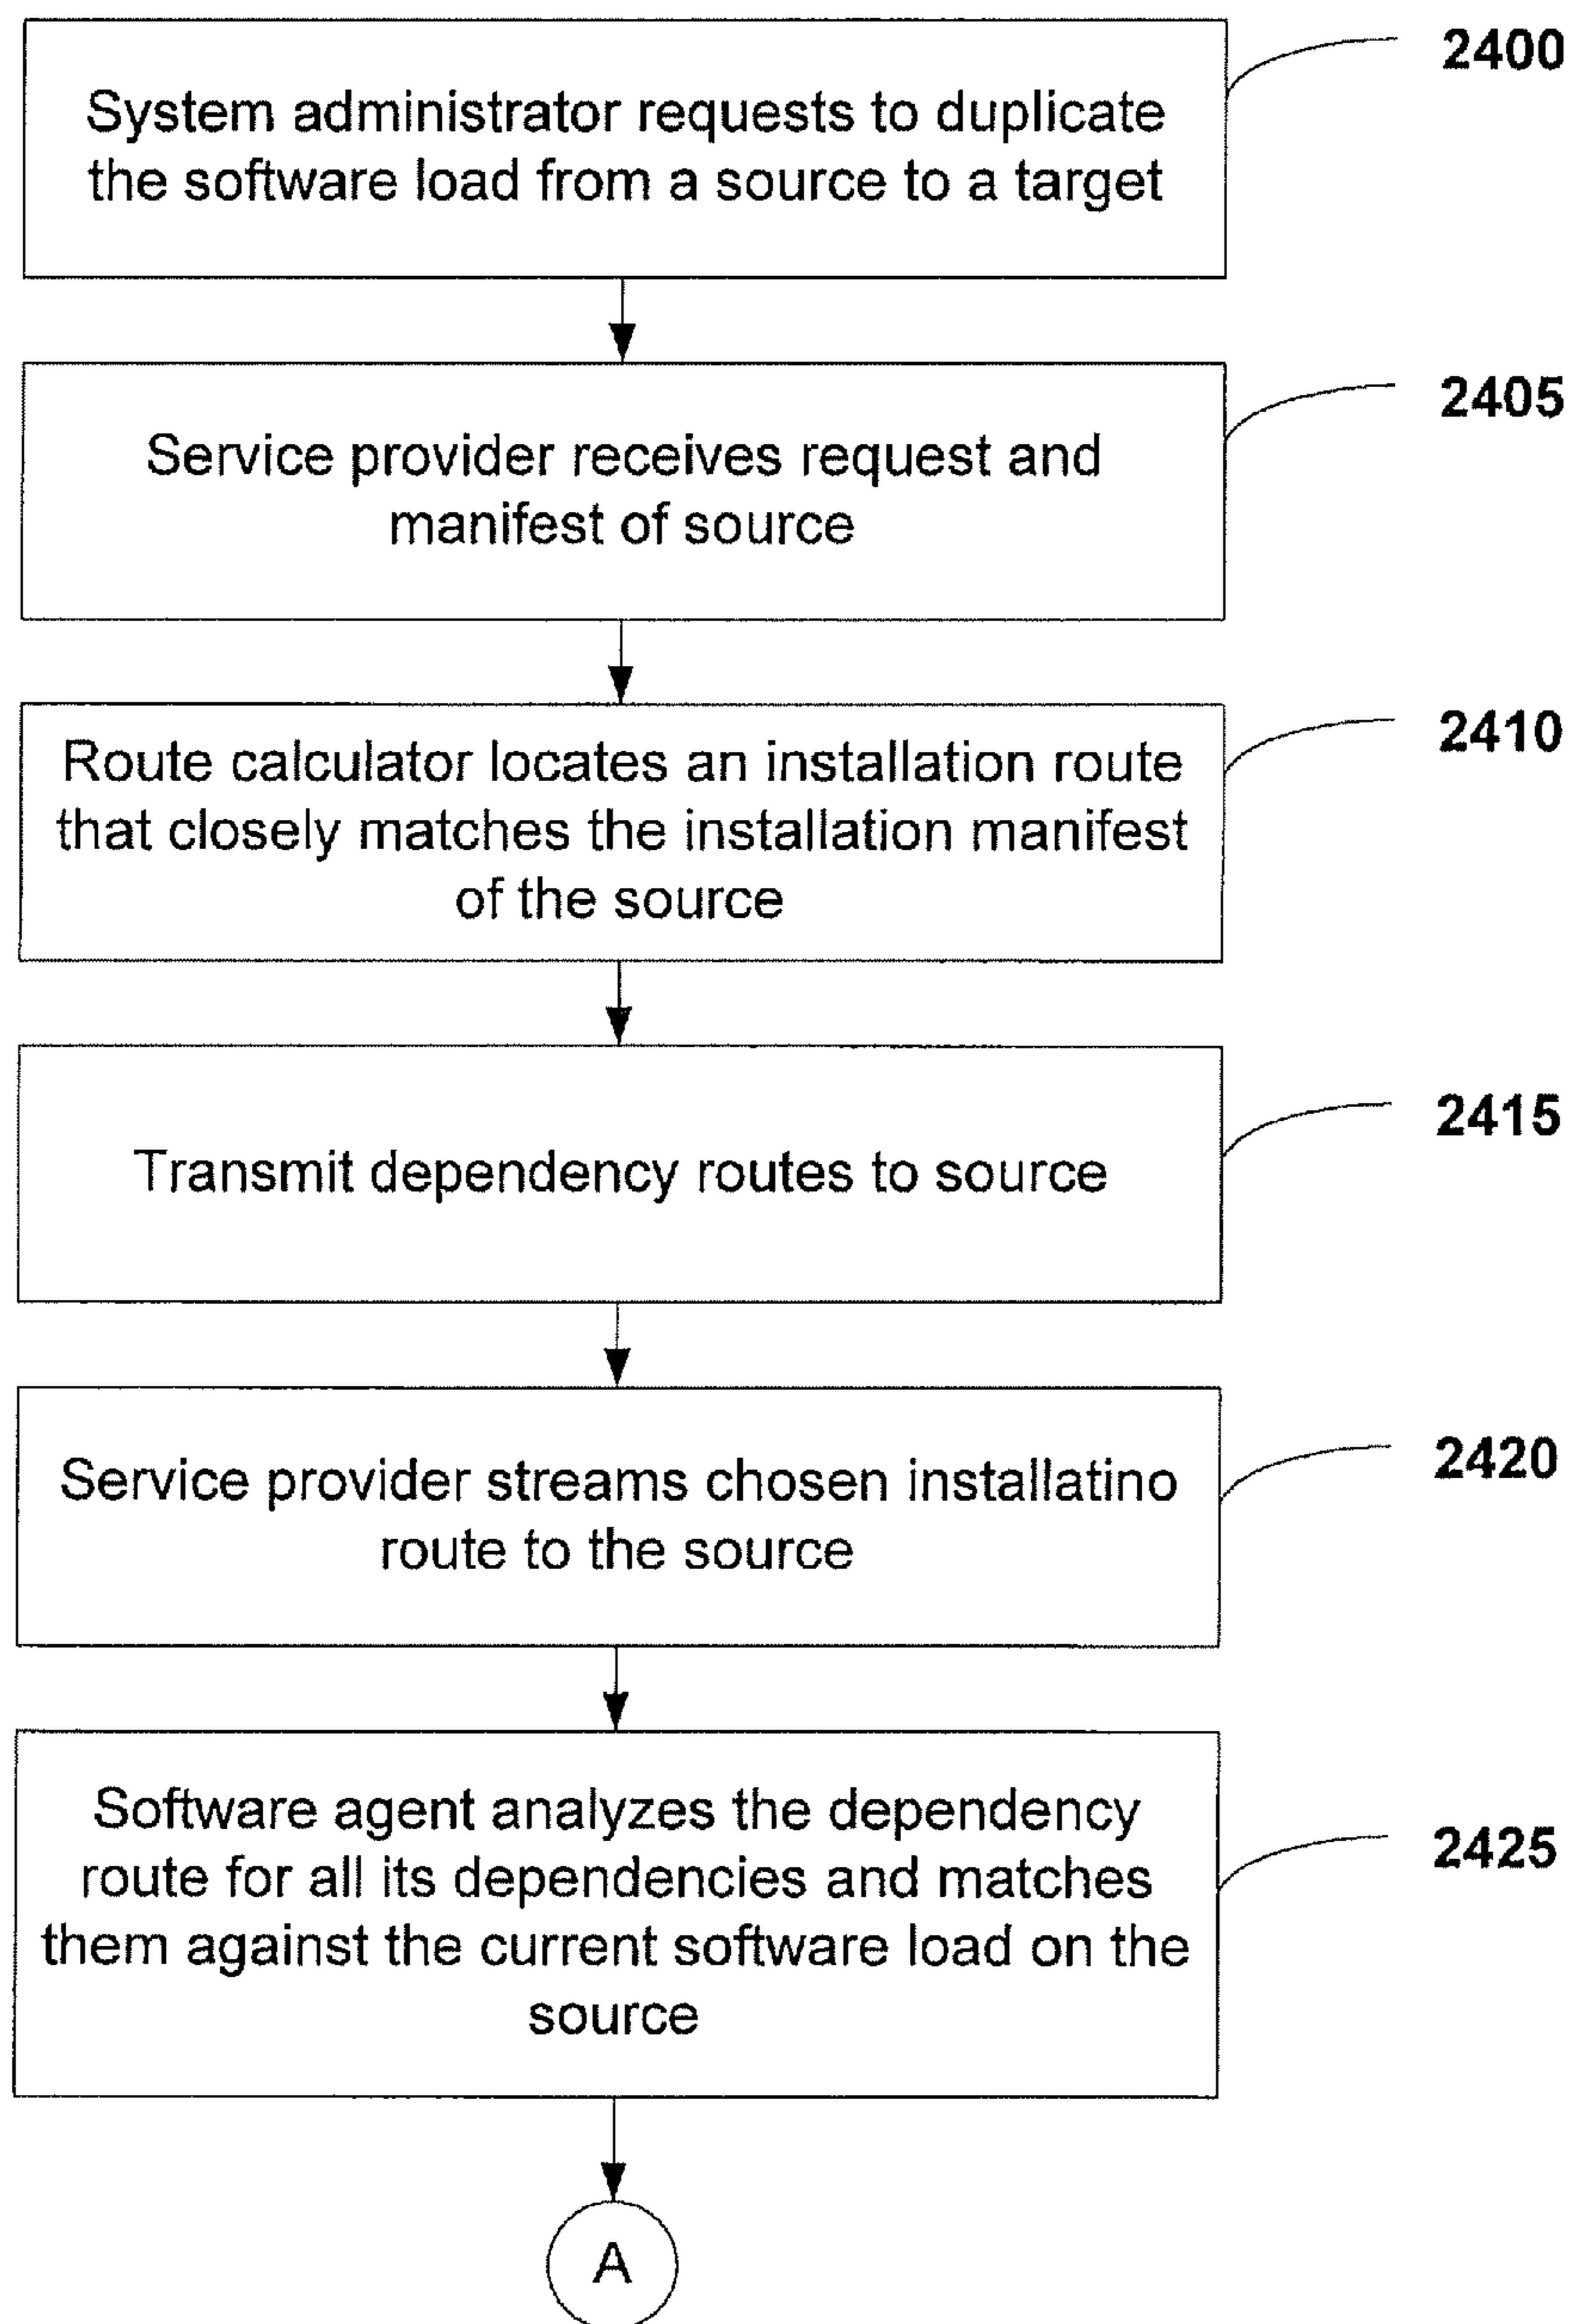 System administrator requests to duplicate
the software load from a source to a target
2400
Service provider receives request and
manifest of source
2405
Route calculator locates an installation route
that closely matches the installation manifest
of the source
2410
Transmit dependency routes to source
2415
Service provider streams chosen installatino
route to the source
2420
Software agent analyzes the dependency
route for all its dependencies and matches
them against the current software load on the
source
2425
A